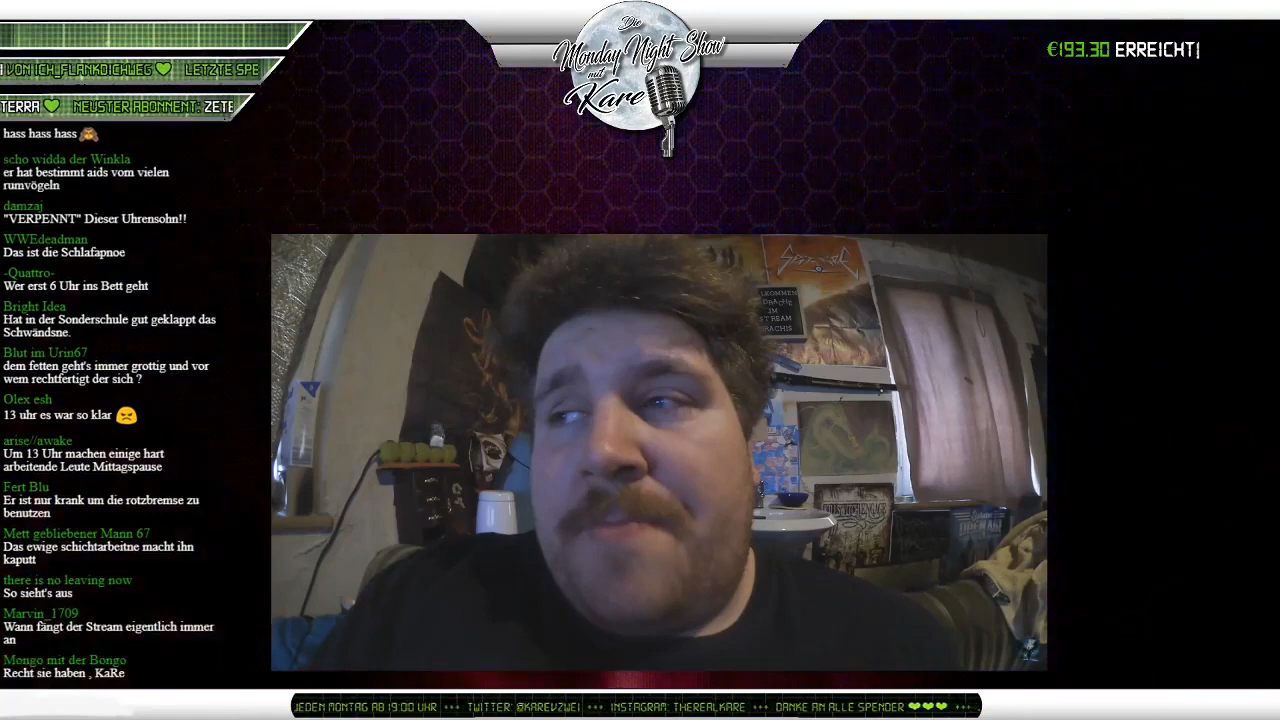 Die
Monday Night Show
mit
Kare
€193.30 ERREICHT!
VON ICH_FLANKDICHWEG LETZTE SPE
TERRA NEUSTER ABONNENT: ZETE
hass hass hass 🙈
scho widda der Winkla
er hat bestimmt aids vom vielen
rumvögeln
damzaj
"VERPENNT" Dieser Uhrensohn!!
WWEdeadman
Das ist die Schlafapnoe
-Quattro-
Wer erst 6 Uhr ins Bett geht
Bright Idea
Hat in der Sonderschule gut geklappt das
Schwändsne.
Blut im Urin67
dem fetten geht's immer grottig und vor
wem rechtfertigt der sich ?
Olex esh
13 uhr es war so klar 😠
arise//awake
Um 13 Uhr machen einige hart
arbeitende Leute Mittagspause
Fert Blu
Er ist nur krank um die rotzbremse zu
benutzen
Mett gebliebener Mann 67
Das ewige schichtarbeitne macht ihn
kaputt
there is no leaving now
So sieht's aus
Marvin_1709
Wann fängt der Stream eigentlich immer
an
Mongo mit der Bongo
Recht sie haben , KaRe
LKOMMEN
DRACHE
IM
STREAM
RACHIS
KILLSWITCH ENGAGE
JEDEN MONTAG AB 19:00 UHR +++ TWITTER: @KAREVZWEI +++ INSTAGRAM: THEREALKARE +++ DANKE AN ALLE SPENDER ❤❤❤ +++